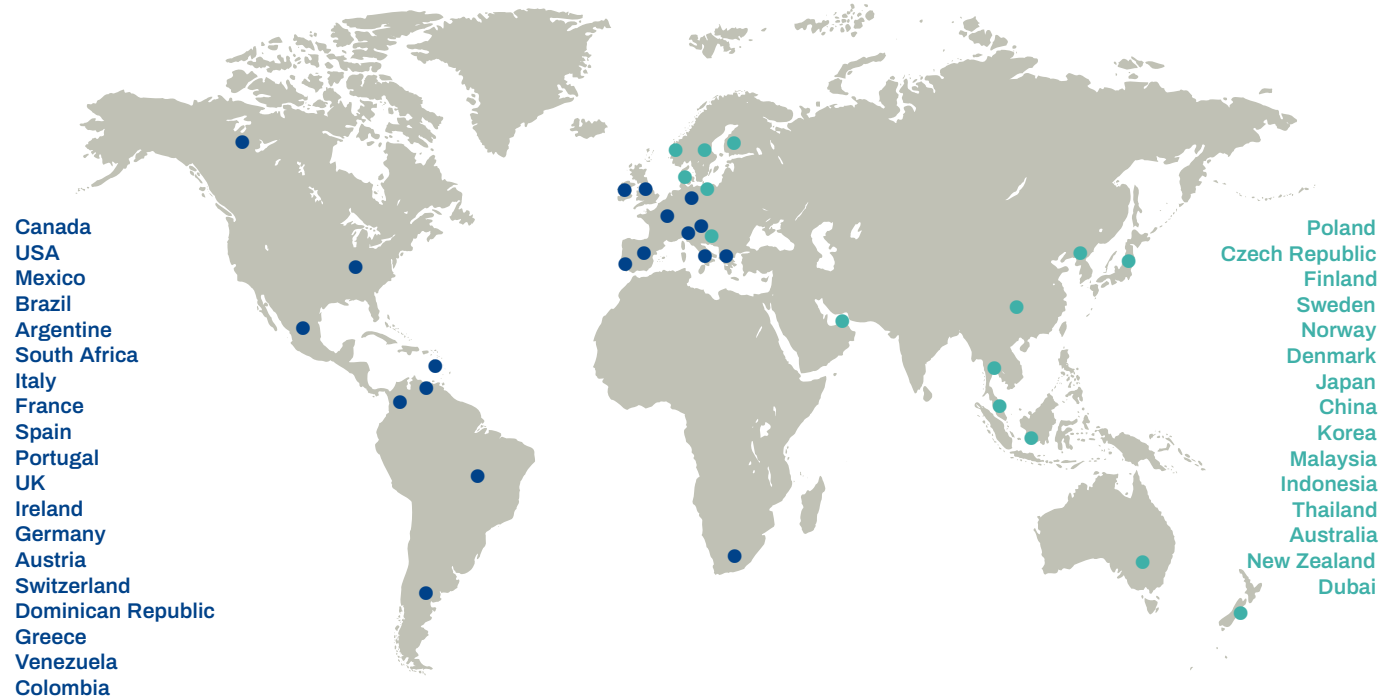 Canada
USA
Mexico
Brazil
Argentine
South Africa
Italy
France
Spain
Portugal
UK
Ireland
Germany
Austria
Switzerland
Dominican Republic
Greece
Venezuela
Colombia
Poland
Czech Republic
Finland
Sweden
Norway
Denmark
Japan
China
Korea
Malaysia
Indonesia
Thailand
Australia
New Zealand
Dubai